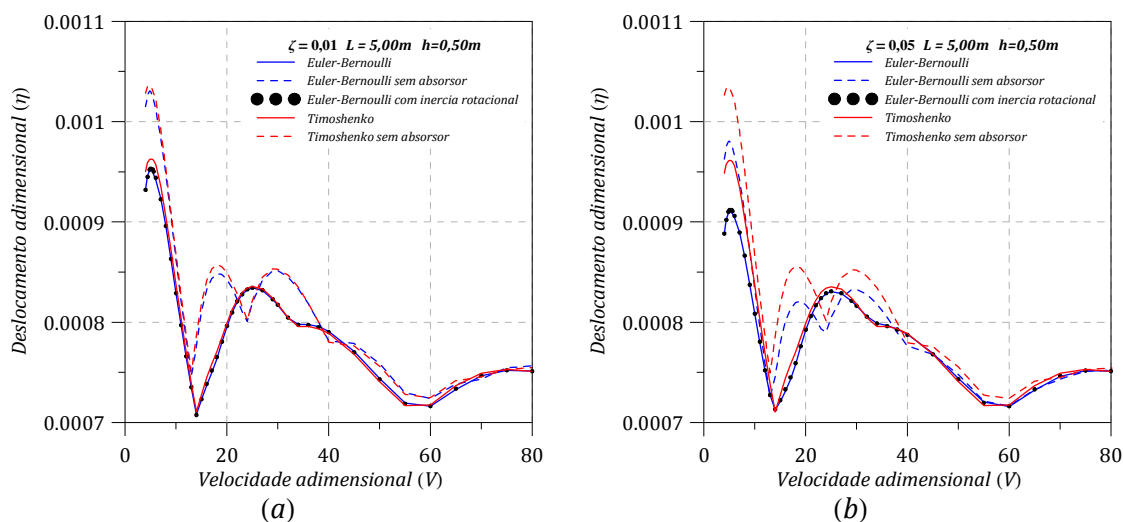 0.0011
0.001
0.0009
0.0008
0.0007
Deslocamento adimensional (η)
ζ = 0,01 L = 5,00m h=0,50m
Euler-Bernoulli
Euler-Bernoulli sem absorsor
Euler-Bernoulli com inercia rotacional
Timoshenko
Timoshenko sem absorsor
0 20 40 60 80
Velocidade adimensional (V)
(a)
0.0011
0.001
0.0009
0.0008
0.0007
Deslocamento adimensional (η)
ζ = 0,05 L = 5,00m h=0,50m
Euler-Bernoulli
Euler-Bernoulli sem absorsor
Euler-Bernoulli com inercia rotacional
Timoshenko
Timoshenko sem absorsor
0 20 40 60 80
Velocidade adimensional (V)
(b)